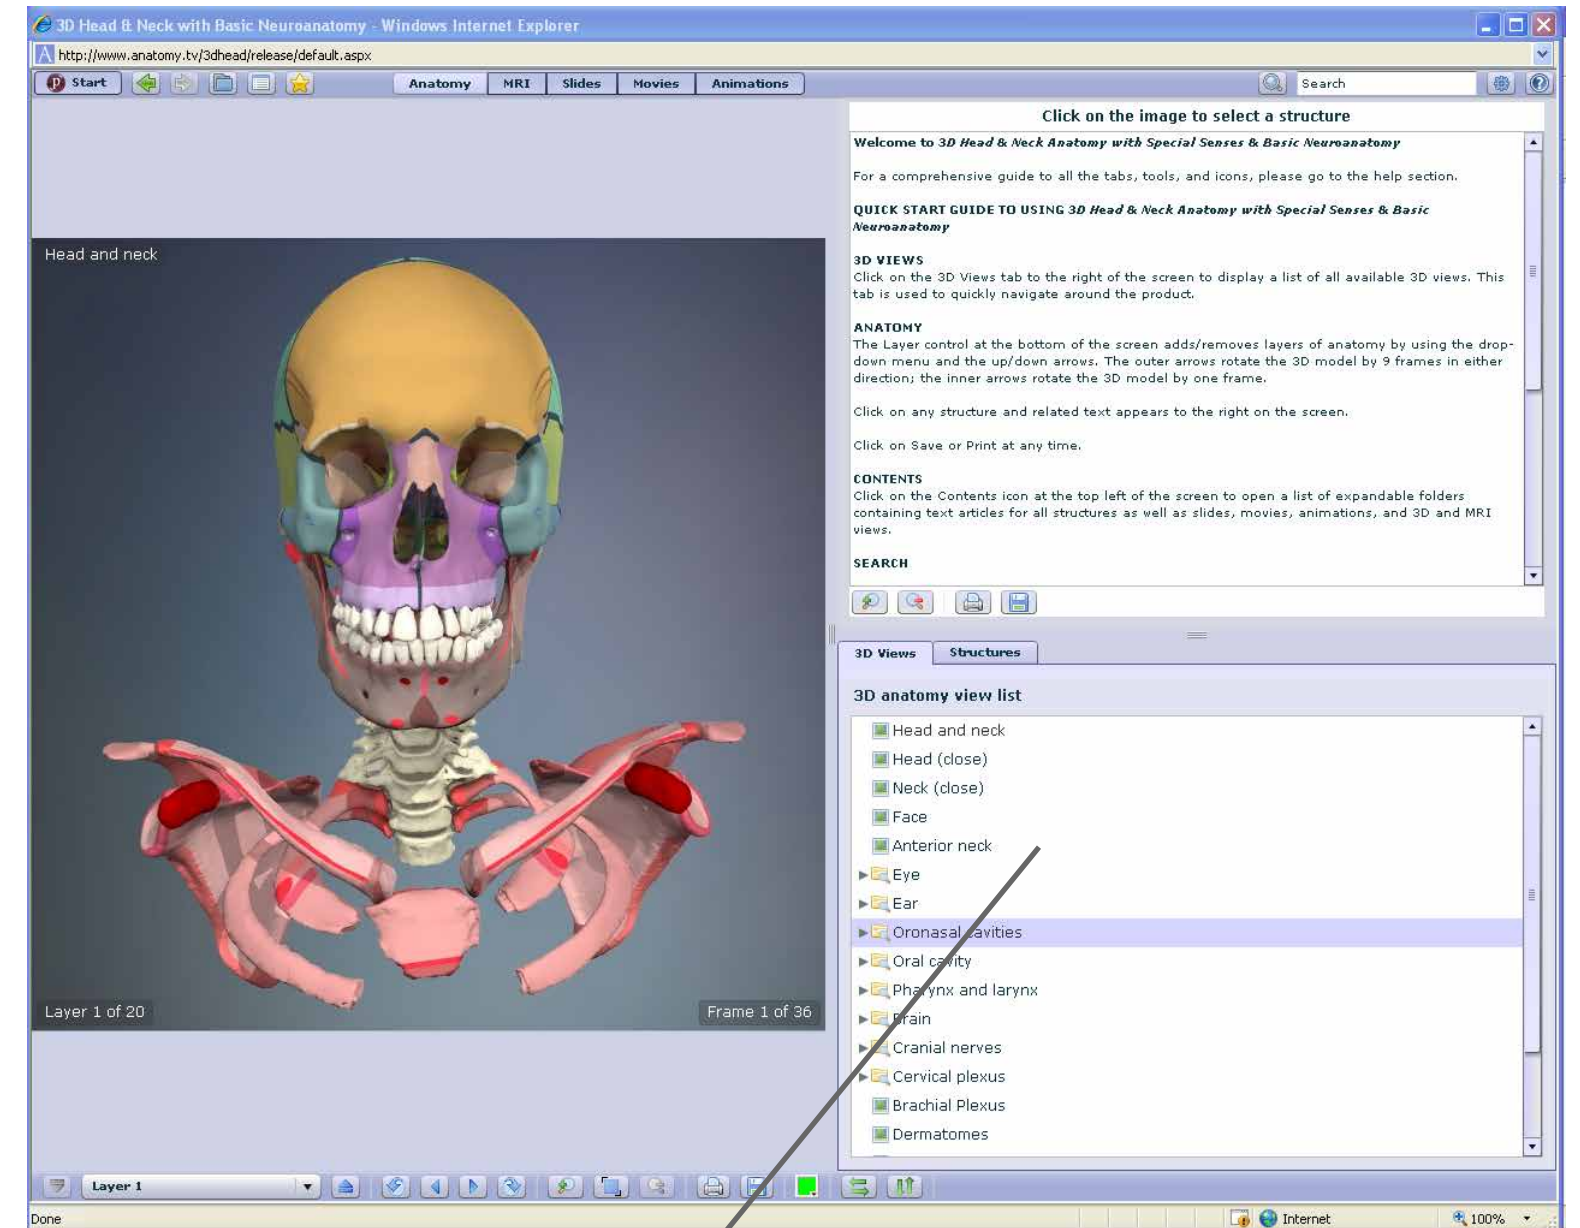 3D Head & Neck with Basic Neuroanatomy - Windows Internet Explorer
http://www.anatomy.tv/3dhead/release/default.aspx
Start
Anatomy MRI Slides Movies Animations
Search
Click on the image to select a structure
Welcome to 3D Head & Neck Anatomy with Special Senses & Basic Neuroanatomy
For a comprehensive guide to all the tabs, tools, and icons, please go to the help section.
QUICK START GUIDE TO USING 3D Head & Neck Anatomy with Special Senses & Basic
Neuroanatomy
3D VIEWS
Click on the 3D Views tab to the right of the screen to display a list of all available 3D views. This
tab is used to quickly navigate around the product.
ANATOMY
The Layer control at the bottom of the screen adds/removes layers of anatomy by using the drop-
down menu and the up/down arrows. The outer arrows rotate the 3D model by 9 frames in either
direction; the inner arrows rotate the 3D model by one frame.
Click on any structure and related text appears to the right on the screen.
Click on Save or Print at any time.
CONTENTS
Click on the Contents icon at the top left of the screen to open a list of expandable folders
containing text articles for all structures as well as slides, movies, animations, and 3D and MRI
views.
SEARCH
Head and neck
Layer 1 of 20
Frame 1 of 36
3D Views Structures
3D anatomy view list
Head and neck
Head (close)
Neck (close)
Face
Anterior neck
Eye
Ear
Oronasal cavities
Oral cavity
Pharynx and larynx
Brain
Cranial nerves
Cervical plexus
Brachial Plexus
Dermatomes
Layer 1
Done
Internet
100%